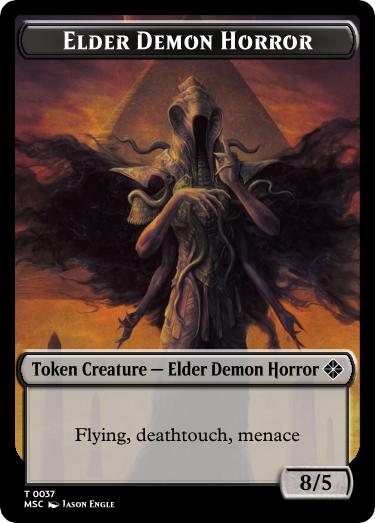 Elder Demon Horror
Token Creature — Elder Demon Horror
Flying, deathtouch, menace
8/5
T 0037
MSC Jason Engle